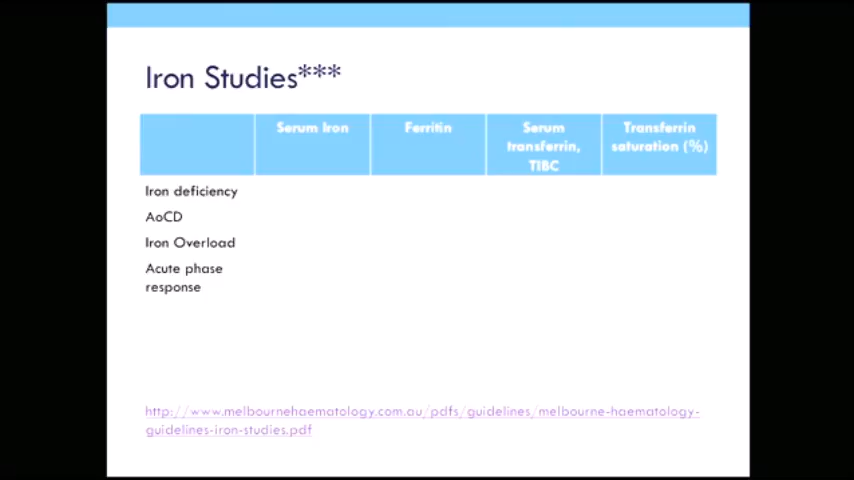 Iron Studies***
Serum Iron
Ferritin
Serum
transferrin,
TIBC
Transferrin
saturation (%)
Iron deficiency
AoCD
Iron Overload
Acute phase
response
http://www.melbournehaematology.com.au/pdfs/guidelines/melbourne-haematology-
guidelines-iron-studies.pdf